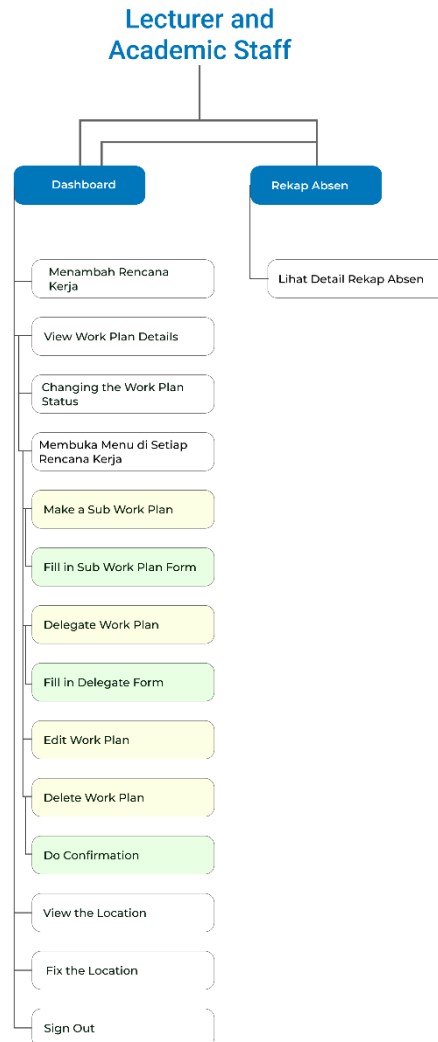 Lecturer and
Academic Staff
Dashboard
Rekap Absen
Menambah Rencana
Kerja
Lihat Detail Rekap Absen
View Work Plan Details
Changing the Work Plan
Status
Membuka Menu di Setiap
Rencana Kerja
Make a Sub Work Plan
Fill in Sub Work Plan Form
Delegate Work Plan
Fill in Delegate Form
Edit Work Plan
Delete Work Plan
Do Confirmation
View the Location
Fix the Location
Sign Out